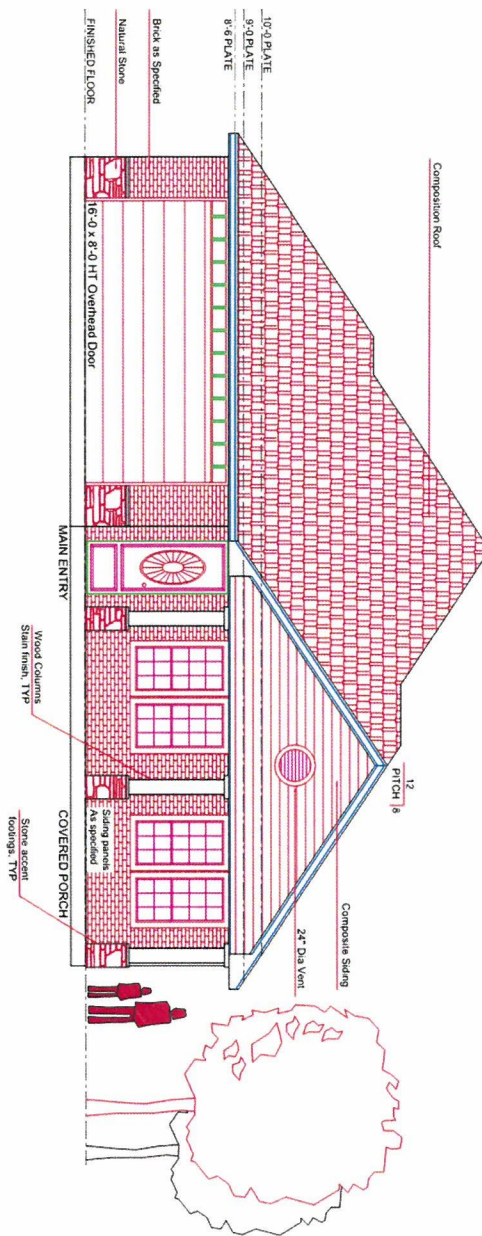 Composition Roof
10'-0 PLATE
9'-0 PLATE
8'-6 PLATE
Brick as Specified
Natural Stone
FINISHED FLOOR
16'-0 x 8'-0 HT Overhead Door
12
PITCH
8
Composite Siding
24" Dia Vent
MAIN ENTRY
Wood Columns
Stain finish, TYP
Siding panels
As specified
COVERED PORCH
Stone accent
footings, TYP